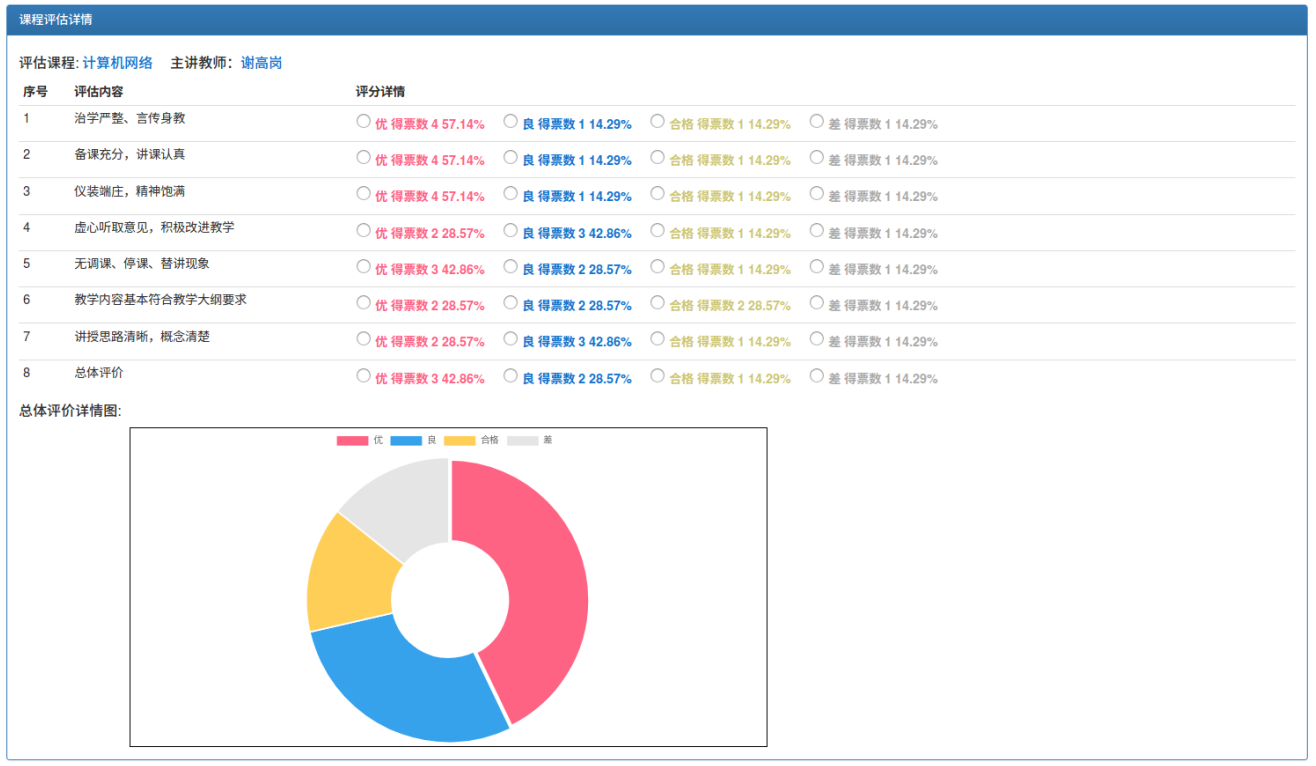 课程评估详情
评估课程: 计算机网络 主讲教师：谢高岗
序号 评估内容 评分详情
1 治学严整、言传身教 优 得票数 4 57.14% 良 得票数 1 14.29% 合格 得票数 1 14.29% 差 得票数 1 14.29%
2 备课充分，讲课认真 优 得票数 4 57.14% 良 得票数 1 14.29% 合格 得票数 1 14.29% 差 得票数 1 14.29%
3 仪装端庄，精神饱满 优 得票数 4 57.14% 良 得票数 1 14.29% 合格 得票数 1 14.29% 差 得票数 1 14.29%
4 虚心听取意见，积极改进教学 优 得票数 2 28.57% 良 得票数 3 42.86% 合格 得票数 1 14.29% 差 得票数 1 14.29%
5 无调课、停课、替讲现象 优 得票数 3 42.86% 良 得票数 2 28.57% 合格 得票数 1 14.29% 差 得票数 1 14.29%
6 教学内容基本符合教学大纲要求 优 得票数 2 28.57% 良 得票数 2 28.57% 合格 得票数 2 28.57% 差 得票数 1 14.29%
7 讲授思路清晰，概念清楚 优 得票数 2 28.57% 良 得票数 3 42.86% 合格 得票数 1 14.29% 差 得票数 1 14.29%
8 总体评价 优 得票数 3 42.86% 良 得票数 2 28.57% 合格 得票数 1 14.29% 差 得票数 1 14.29%
总体评价详情图:
优 良 合格 差